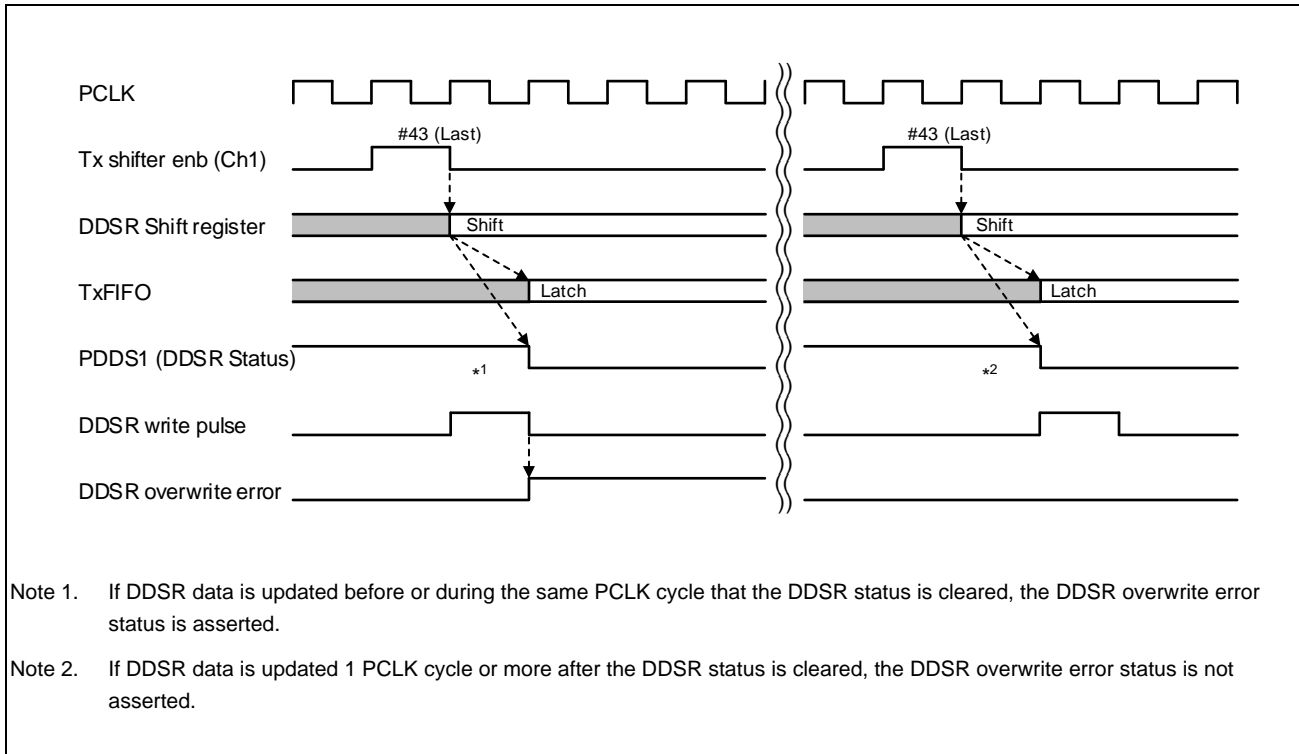 PCLK
#43 (Last)
#43 (Last)
Tx shifter enb (Ch1)
DDSR Shift register
Shift
Shift
TxFIFO
Latch
Latch
PDDS1 (DDSR Status)
*1
*2
DDSR write pulse
DDSR overwrite error
Note 1. If DDSR data is updated before or during the same PCLK cycle that the DDSR status is cleared, the DDSR overwrite error
status is asserted.
Note 2. If DDSR data is updated 1 PCLK cycle or more after the DDSR status is cleared, the DDSR overwrite error status is not
asserted.